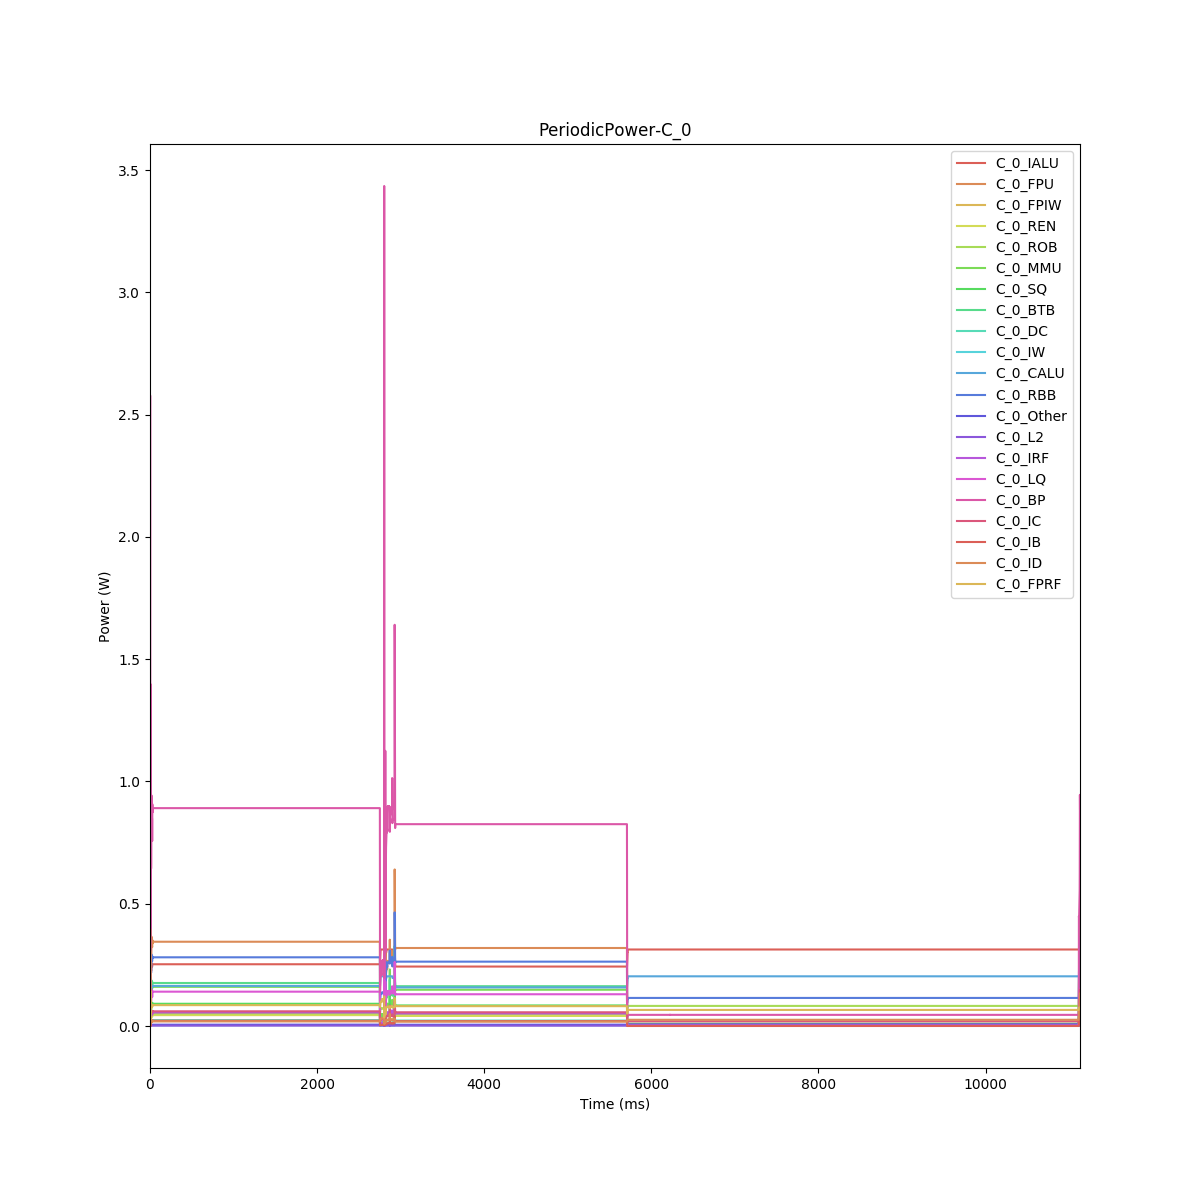 PeriodicPower-C_0
3.5
3.0
2.5
2.0
1.5
1.0
0.5
0.0
Power (W)
0 2000 4000 6000 8000 10000
Time (ms)
C_0_IALU
C_0_FPU
C_0_FPIW
C_0_REN
C_0_ROB
C_0_MMU
C_0_SQ
C_0_BTB
C_0_DC
C_0_IW
C_0_CALU
C_0_RBB
C_0_Other
C_0_L2
C_0_IRF
C_0_LQ
C_0_BP
C_0_IC
C_0_IB
C_0_ID
C_0_FPRF